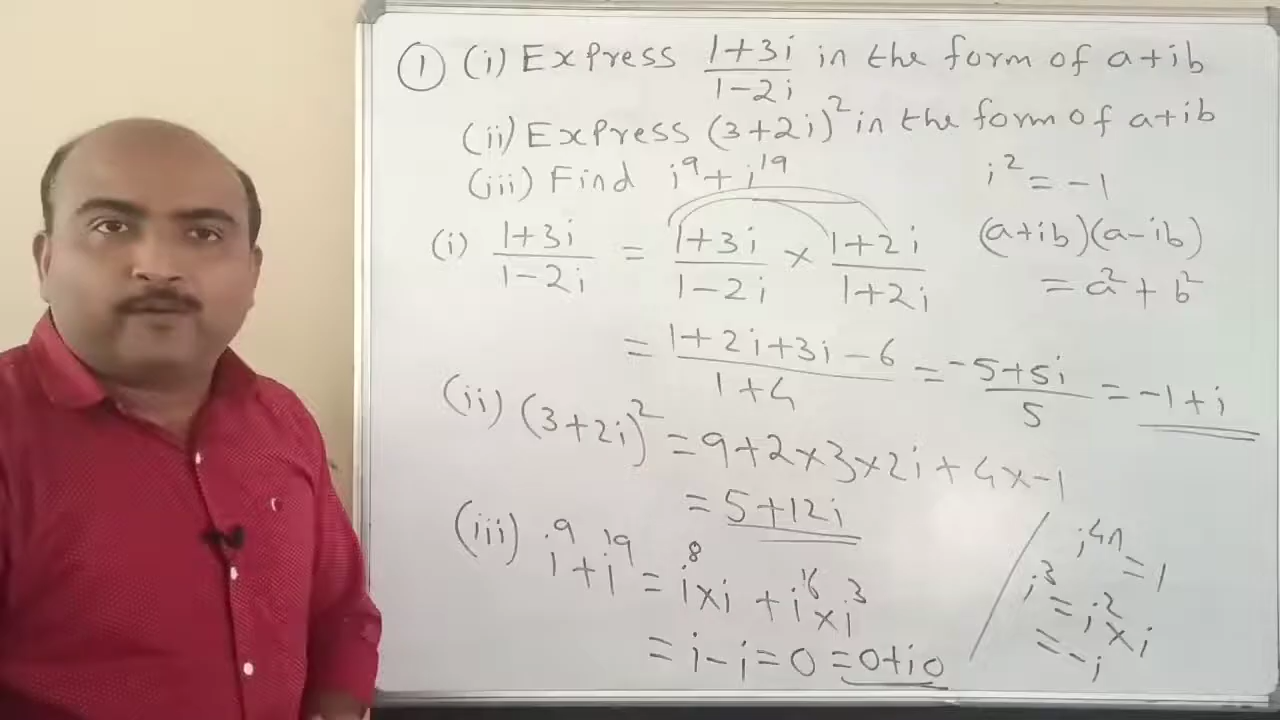 ① (i) Express 1+3i/1-2i in the form of a+ib
(ii) Express (3+2i)² in the form of a+ib
(iii) Find i⁹+i¹⁹
i² = -1
(i) 1+3i/1-2i = 1+3i/1-2i × 1+2i/1+2i
(a+ib)(a-ib)
= a²+b²
= 1+2i+3i-6/1+4 = -5+5i/5 = -1+i
(ii) (3+2i)² = 9+2×3×2i+4×-1
= 5+12i
(iii) i⁹+i¹⁹ = i⁸×i + i¹⁶×i³
= i-i = 0 = 0+i0
i⁴ⁿ = 1
i³ = i²×i
= -i